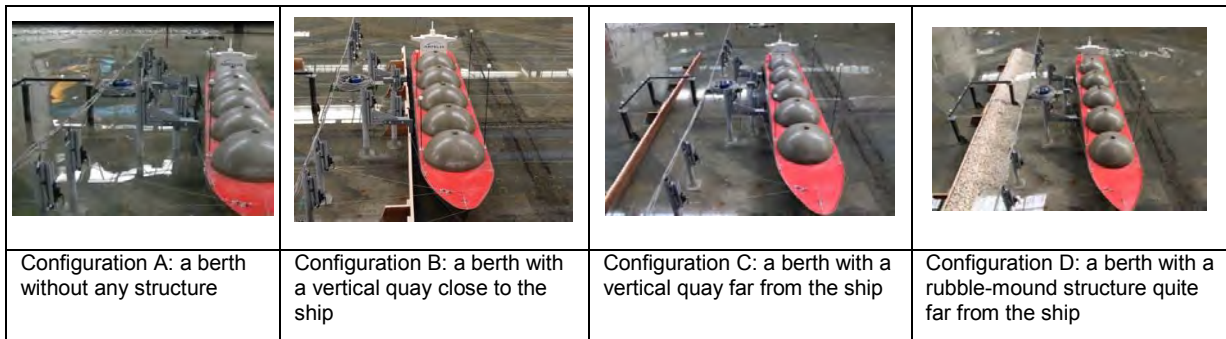 Configuration A: a berth
without any structure
Configuration B: a berth with
a vertical quay close to the
ship
Configuration C: a berth with a
vertical quay far from the ship
Configuration D: a berth with a
rubble-mound structure quite
far from the ship